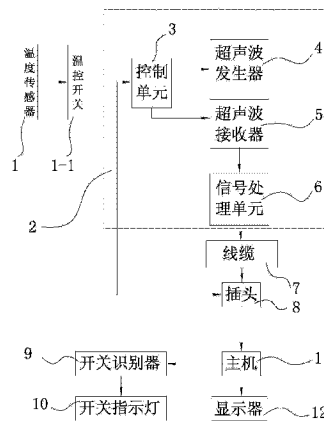 3
控制
单元
超声波
发生器
4
温度传感器
温控开关
1
1-1
超声波
接收器
5
2
信号处
理单元
6
线缆
7
插头
8
9
开关识别器
主机
1
10
开关指示灯
显示器
12